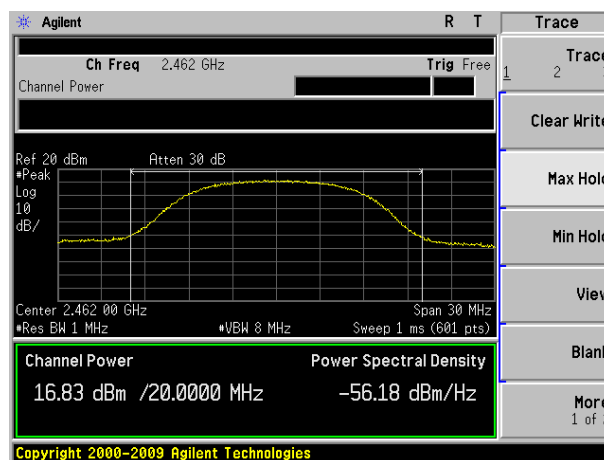 Agilent R T Trace
Ch Freq 2.462 GHz Trig Free
Channel Power
Trace
1 2
Clear Write
Max Hold
Min Hold
View
Blank
More
1 of
Ref 20 dBm Atten 30 dB
#Peak
Log
10
dB/
Center 2.462 00 GHz Span 30 MHz
#Res BW 1 MHz #VBW 8 MHz Sweep 1 ms (601 pts)
Channel Power Power Spectral Density
16.83 dBm /20.0000 MHz -56.18 dBm/Hz
Copyright 2000-2009 Agilent Technologies